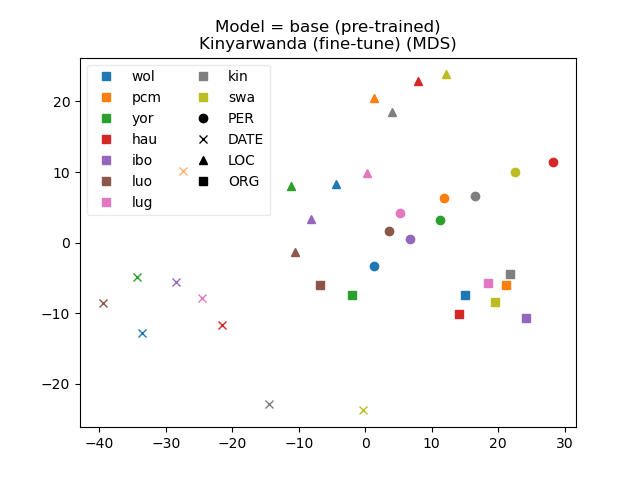 Model = base (pre-trained)
Kinyarwanda (fine-tune) (MDS)
wol
pcm
yor
hau
ibo
luo
lug
kin
swa
PER
DATE
LOC
ORG
20
10
0
−10
−20
−40
−30
−20
−10
0
10
20
30